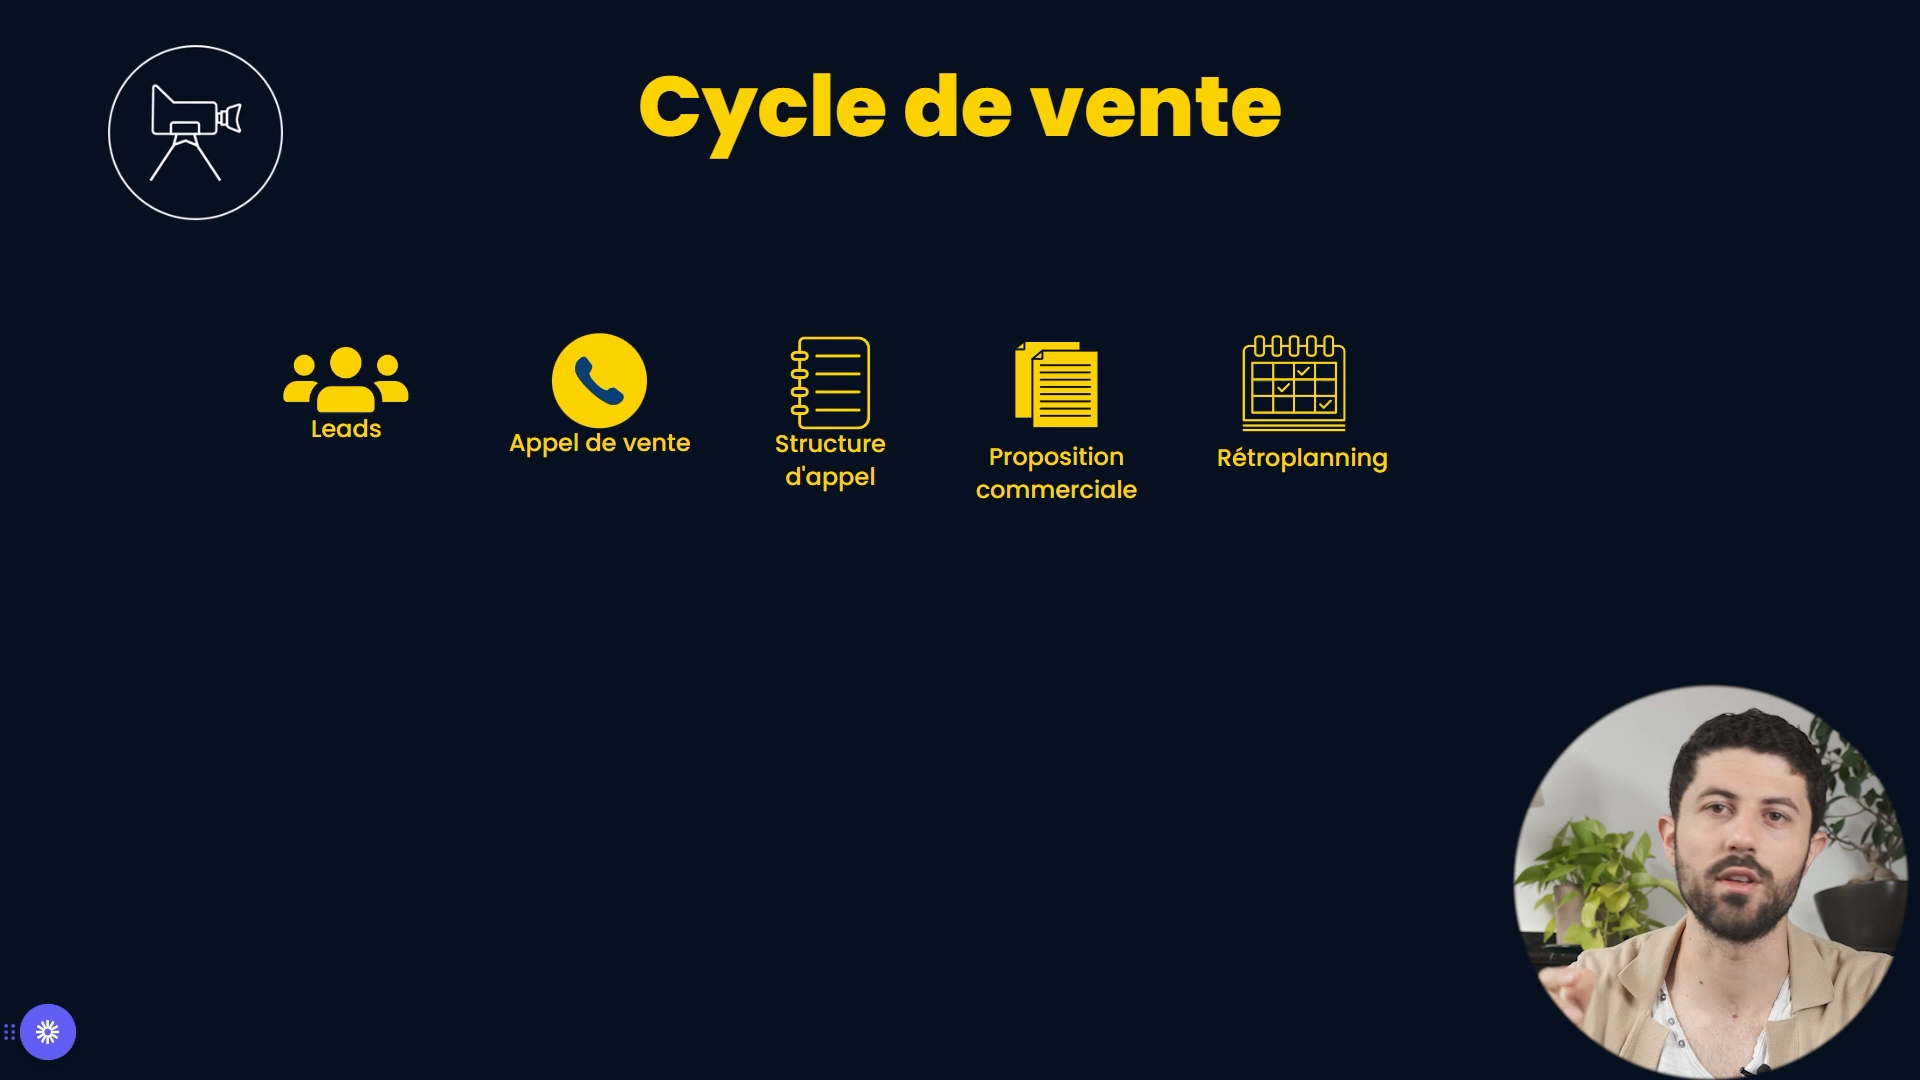 Cycle de vente
Leads
Appel de vente
Structure
d'appel
Proposition
commerciale
Rétroplanning